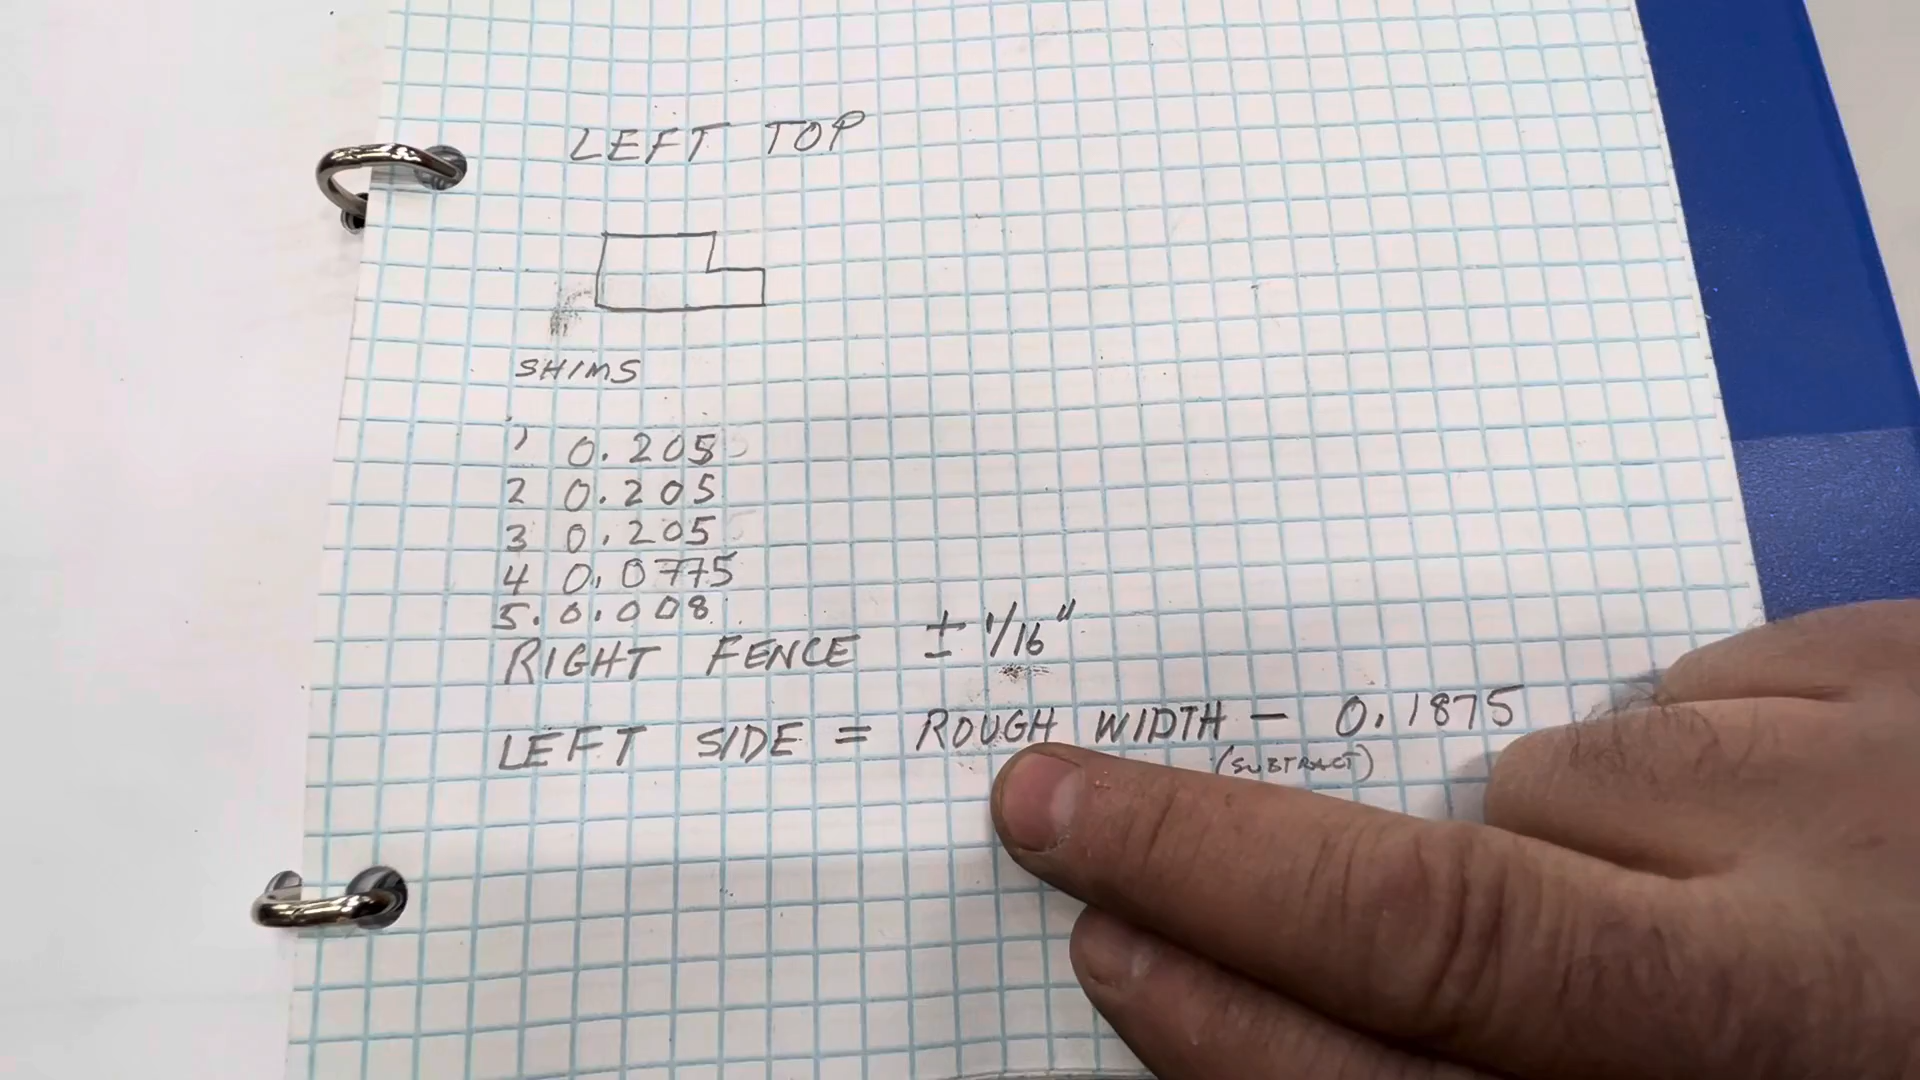 LEFT TOP
SHIMS
1 0.205
2 0.205
3 0.205
4 0.0775
5. 0.008
RIGHT FENCE ± 1/16"
LEFT SIDE = ROUGH WIDTH - 0.1875
(SUBTRACT)